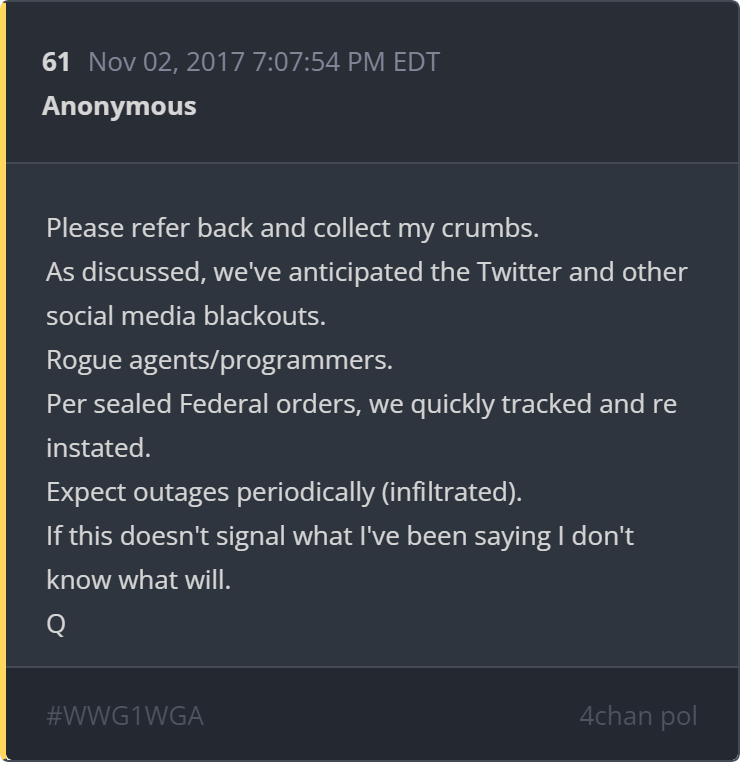 61 Nov 02, 2017 7:07:54 PM EDT
Anonymous
Please refer back and collect my crumbs.
As discussed, we've anticipated the Twitter and other
social media blackouts.
Rogue agents/programmers.
Per sealed Federal orders, we quickly tracked and re
instated.
Expect outages periodically (infiltrated).
If this doesn't signal what I've been saying I don't
know what will.
Q
#WWG1WGA 4chan pol